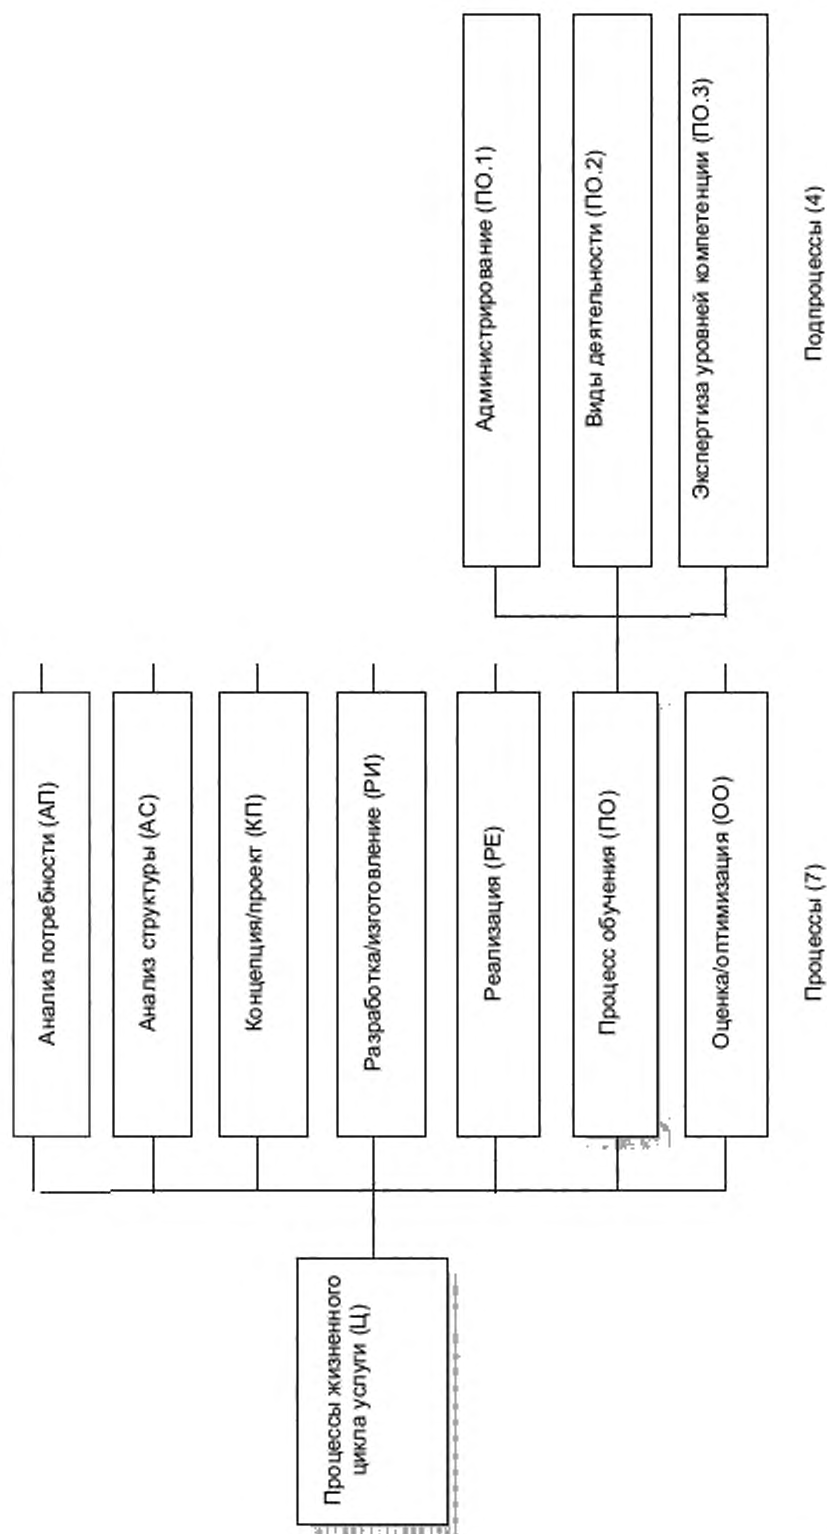 Процессы жизненного
цикла услуги (Ц)
Анализ потребности (АП)
Анализ структуры (АС)
Концепция/проект (КП)
Разработка/изготовление (РИ)
Реализация (РЕ)
Процесс обучения (ПО)
Оценка/оптимизация (ОО)
Процессы (7)
Администрирование (ПО.1)
Виды деятельности (ПО.2)
Экспертиза уровней компетенции (ПО.3)
Подпроцессы (4)